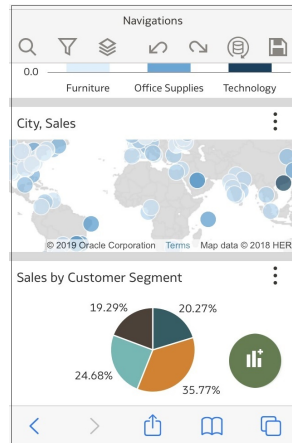 Navigations
0.0
Furniture Office Supplies Technology
City, Sales
© 2019 Oracle Corporation Terms Map data © 2018 HER
Sales by Customer Segment
19.29% 20.27%
24.68% 35.77%